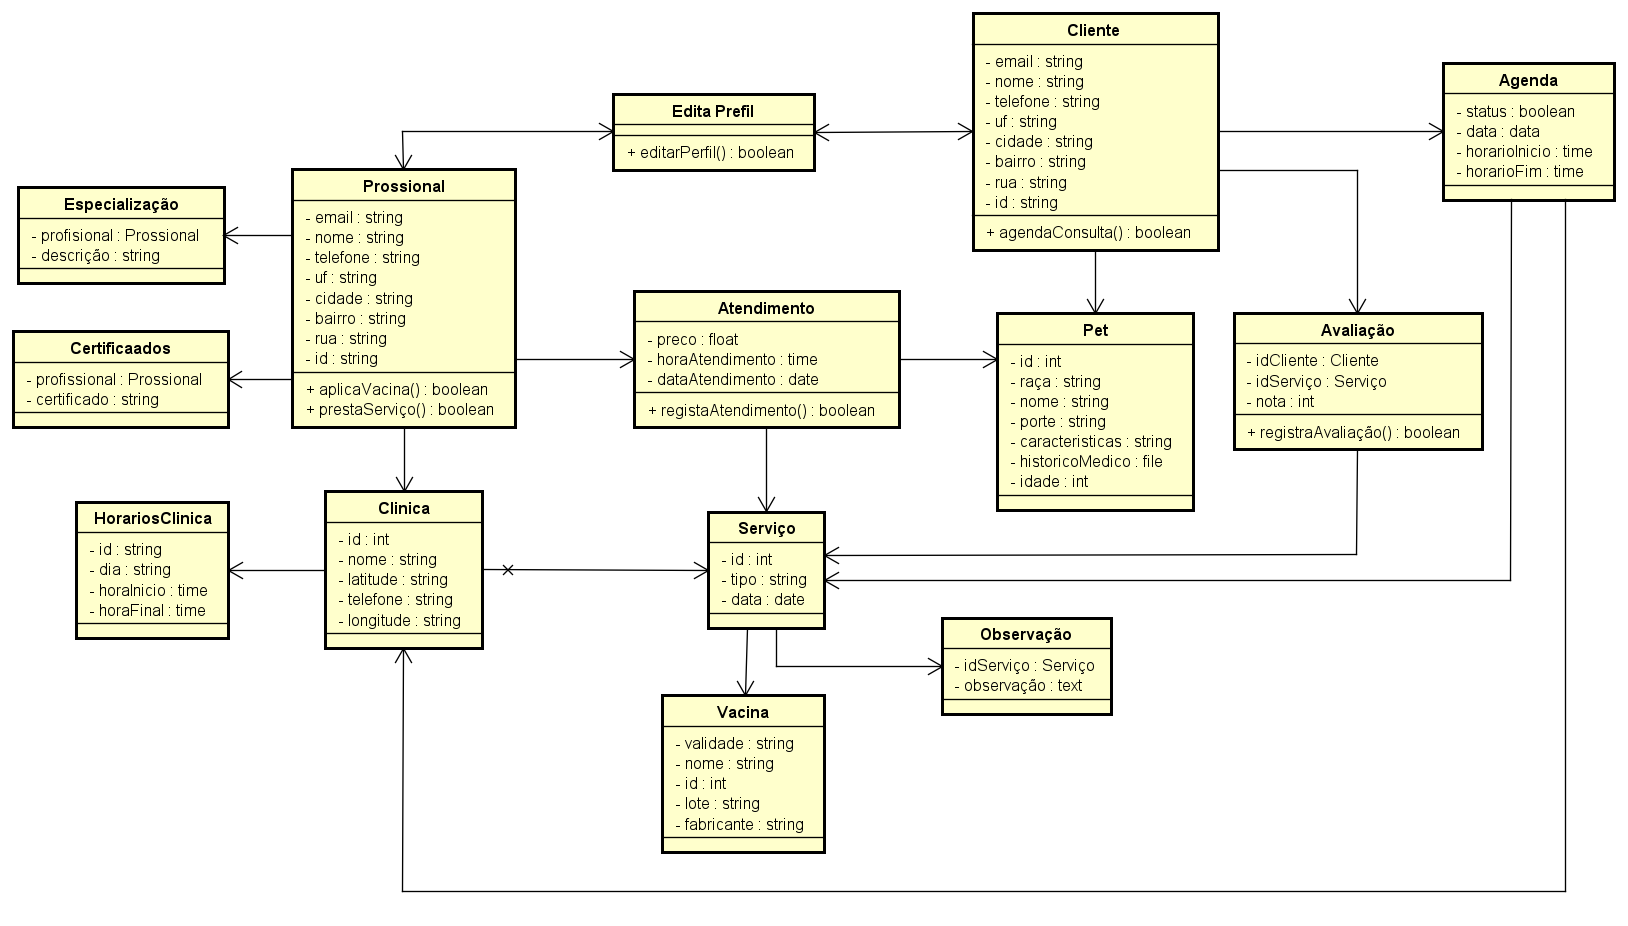 Cliente
- email : string
- nome : string
- telefone : string
- uf : string
- cidade : string
- bairro : string
- rua : string
- id : string
+ agendaConsulta() : boolean
Agenda
- status : boolean
- data : data
- horarioInicio : time
- horarioFim : time
Edita Prefil
+ editarPerfil() : boolean
Prossional
- email : string
- nome : string
- telefone : string
- uf : string
- cidade : string
- bairro : string
- rua : string
- id : string
+ aplicaVacina() : boolean
+ prestaServiço() : boolean
Especialização
- profisional : Prossional
- descrição : string
Certificaados
- profissional : Prossional
- certificado : string
Atendimento
- preco : float
- horaAtendimento : time
- dataAtendimento : date
+ registaAtendimento() : boolean
Pet
- id : int
- raça : string
- nome : string
- porte : string
- caracteristicas : string
- historicoMedico : file
- idade : int
Avaliação
- idCliente : Cliente
- idServiço : Serviço
- nota : int
+ registraAvaliação() : boolean
HorariosClinica
- id : string
- dia : string
- horaInicio : time
- horaFinal : time
Clinica
- id : int
- nome : string
- latitude : string
- telefone : string
- longitude : string
Serviço
- id : int
- tipo : string
- data : date
Observação
- idServiço : Serviço
- observação : text
Vacina
- validade : string
- nome : string
- id : int
- lote : string
- fabricante : string